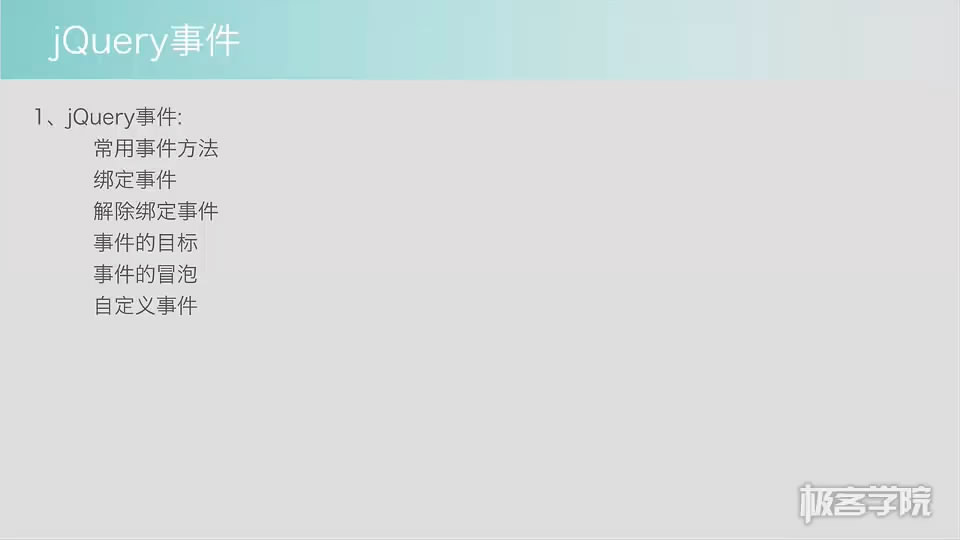 jQuery事件
1、jQuery事件:
常用事件方法
绑定事件
解除绑定事件
事件的目标
事件的冒泡
自定义事件
极客学院